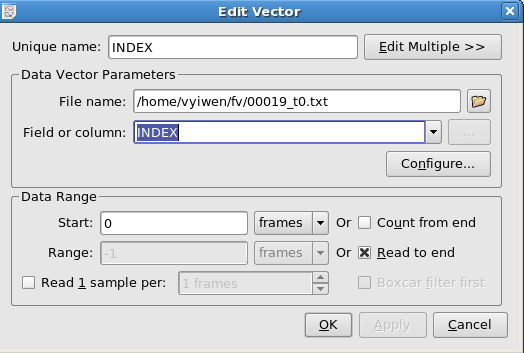 Edit Vector
Unique name: INDEX Edit Multiple >>
Data Vector Parameters
File name: /home/vyiwen/fv/00019_t0.txt
Field or column: INDEX ...
Configure...
Data Range
Start: 0 frames Or Count from end
Range: -1 frames Or Read to end
Read 1 sample per: 1 frames Boxcar filter first
OK Apply Cancel